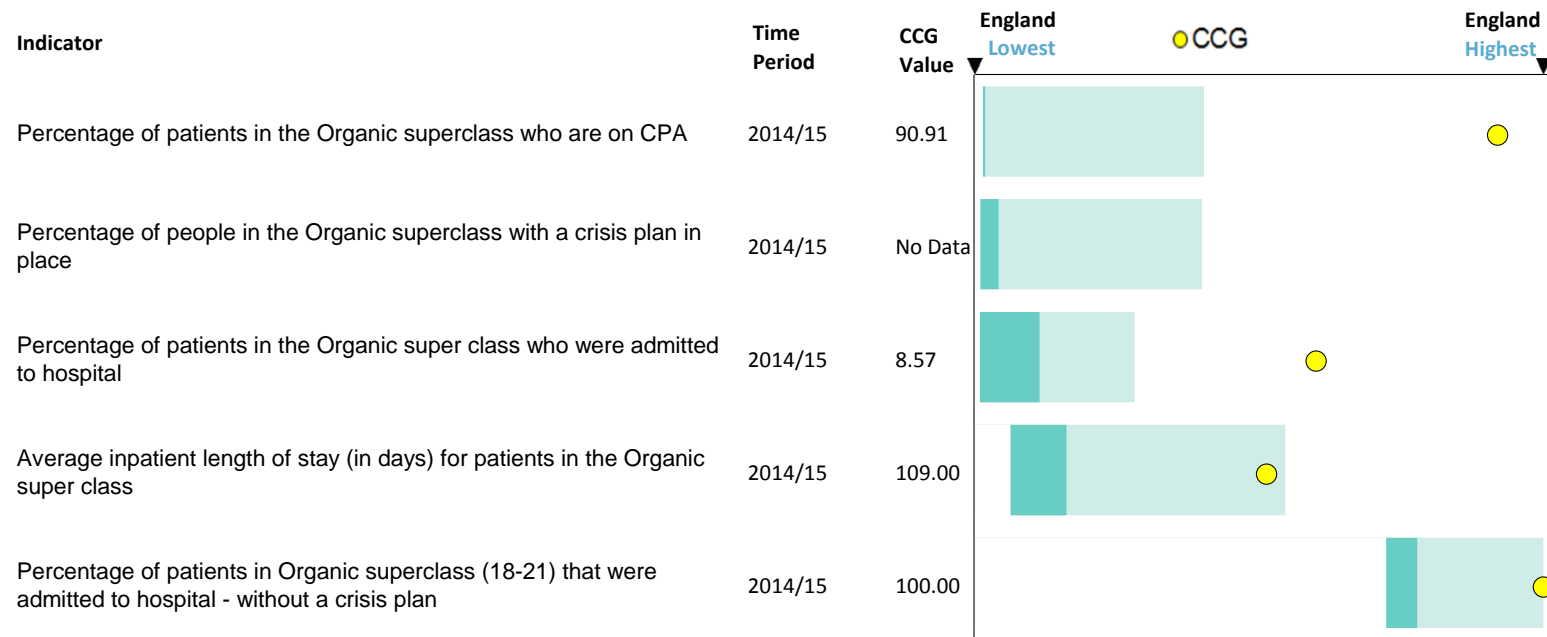 Indicator
Time
Period
CCG
Value
England
Lowest
CCG
England
Highest
Percentage of patients in the Organic superclass who are on CPA
2014/15
90.91
Percentage of people in the Organic superclass with a crisis plan in
place
2014/15
No Data
Percentage of patients in the Organic super class who were admitted
to hospital
2014/15
8.57
Average inpatient length of stay (in days) for patients in the Organic
super class
2014/15
109.00
Percentage of patients in Organic superclass (18-21) that were
admitted to hospital - without a crisis plan
2014/15
100.00